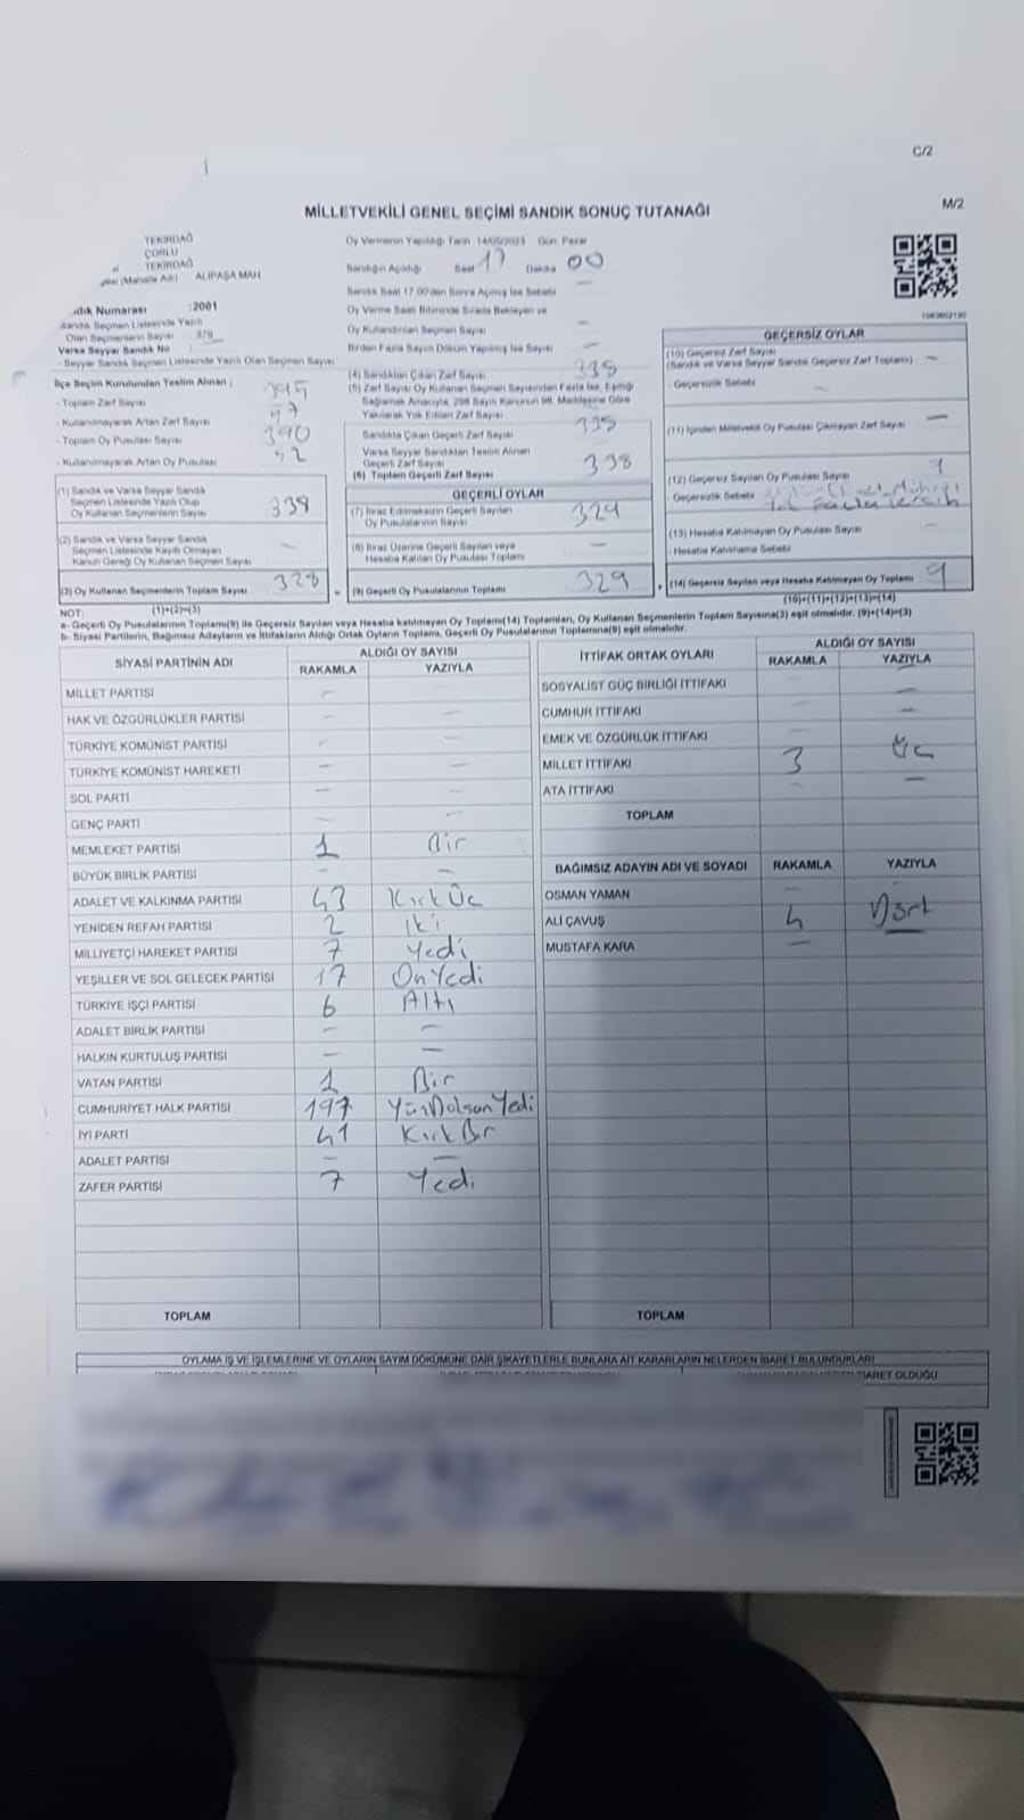 C/2
M/2
MİLLETVEKİLİ GENEL SEÇİMİ SANDIK SONUÇ TUTANAĞI
TEKİRDAĞ
ÇORLU
TEKİRDAĞ
ALİPAŞA MAH
Oy Vermenin Yapıldığı Tarih 14/05/2023 Gün Pazar
Sandığın Açıldığı Saat 17 Dakika 00
Sandık Saat 17.00'den Sonra Açılmış İse Sebebi
Oy Verme Saati Bitiminde Sırada Bekleyen ve
Oy Kullandırılan Seçmen Sayısı
Birden Fazla Sayım Döküm Yapılmış İse Sayısı
Sandık Numarası :2001
Sandık Seçmen Listesinde Yazılı
Olan Seçmenlerin Sayısı 379
Varsa Seyyar Sandık No
Seyyar Sandık Seçmen Listesinde Yazılı Olan Seçmen Sayısı
İlçe Seçim Kurulundan Teslim Alınan :
- Toplam Zarf Sayısı
- Kullanılmayarak Artan Zarf Sayısı
- Toplam Oy Pusulası Sayısı 390
- Kullanılmayarak Artan Oy Pusulası 52
(1) Sandık ve Varsa Seyyar Sandık
Seçmen Listesinde Yazılı Olup
Oy Kullanan Seçmenlerin Sayısı 338
(2) Sandık ve Varsa Seyyar Sandık
Seçmen Listesinde Kayıtlı Olmayan
Kanun Gereği Oy Kullanan Seçmen Sayısı
(3) Oy Kullanan Seçmenlerin Toplam Sayısı 328
(1)+(2)=(3)
(4) Sandıktan Çıkan Zarf Sayısı 338
(5) Zarf Sayısı Oy Kullanan Seçmen Sayısından Fazla İse, Eşitliği
Sağlamak Amacıyla, 298 Sayılı Kanunun 98. Maddesine Göre
Yakılarak Yok Edilen Zarf Sayısı
Sandıkta Çıkan Geçerli Zarf Sayısı 338
Varsa Seyyar Sandıktan Teslim Alınan
Geçerli Zarf Sayısı
(6) Toplam Geçerli Zarf Sayısı 338
GEÇERLİ OYLAR
(7) İtiraz Edilmeksizin Geçerli Sayılan
Oy Pusulalarının Sayısı 329
(8) İtiraz Üzerine Geçerli Sayılan veya
Hesaba Katılan Oy Pusulası Toplamı
(9) Geçerli Oy Pusulalarının Toplamı 329
GEÇERSİZ OYLAR
(10) Geçersiz Zarf Sayısı
(Sandık ve Varsa Seyyar Sandık Geçersiz Zarf Toplamı)
Geçersizlik Sebebi
(11) İçinden Milletvekili Oy Pusulası Çıkmayan Zarf Sayısı
(12) Geçersiz Sayılan Oy Pusulası Sayısı 9
Geçersizlik Sebebi
(13) Hesaba Katılmayan Oy Pusulası Sayısı
- Hesaba Katılmama Sebebi
(14) Geçersiz Sayılan veya Hesaba Katılmayan Oy Toplamı 9
(10)+(11)+(12)+(13)=(14)
NOT:
a- Geçerli Oy Pusulalarının Toplamı(9) ile Geçersiz Sayılan veya Hesaba katılmayan Oy Toplamı(14) Toplamları, Oy Kullanan Seçmenlerin Toplam Sayısına(3) eşit olmalıdır. (9)+(14)=(3)
b- Siyasi Partilerin, Bağımsız Adayların ve İttifakların Aldığı Ortak Oyların Toplamı, Geçerli Oy Pusulalarının Toplamına(9) eşit olmalıdır.
SİYASİ PARTİNİN ADI ALDIĞI OY SAYISI
RAKAMLA YAZIYLA
MİLLET PARTİSİ - -
HAK VE ÖZGÜRLÜKLER PARTİSİ - -
TÜRKİYE KOMÜNİST PARTİSİ - -
TÜRKİYE KOMÜNİST HAREKETİ - -
SOL PARTİ - -
GENÇ PARTİ - -
MEMLEKET PARTİSİ 1 Bir
BÜYÜK BİRLİK PARTİSİ - -
ADALET VE KALKINMA PARTİSİ 43 Kırk Üç
YENİDEN REFAH PARTİSİ 2 İki
MİLLİYETÇİ HAREKET PARTİSİ 7 Yedi
YEŞİLLER VE SOL GELECEK PARTİSİ 17 On Yedi
TÜRKİYE İŞÇİ PARTİSİ 6 Altı
ADALET BİRLİK PARTİSİ - -
HALKIN KURTULUŞ PARTİSİ - -
VATAN PARTİSİ 1 Bir
CUMHURİYET HALK PARTİSİ 197 Yüz Dolsan Yedi
İYİ PARTİ 41 Kırk Bir
ADALET PARTİSİ - -
ZAFER PARTİSİ 7 Yedi
TOPLAM
İTTİFAK ORTAK OYLARI ALDIĞI OY SAYISI
RAKAMLA YAZIYLA
SOSYALİST GÜÇ BİRLİĞİ İTTİFAKI - -
CUMHUR İTTİFAKI - -
EMEK VE ÖZGÜRLÜK İTTİFAKI -
MİLLET İTTİFAKI 3 Üç
ATA İTTİFAKI - -
TOPLAM
BAĞIMSIZ ADAYIN ADI VE SOYADI RAKAMLA YAZIYLA
OSMAN YAMAN - -
ALİ ÇAVUŞ 4 Dört
MUSTAFA KARA -
TOPLAM
OYLAMA İŞ VE İŞLEMLERİNE VE OYLARIN SAYIM DÖKÜMÜNE DAİR ŞİKAYETLERLE BUNLARA AİT KARARLARIN NELERDEN İBARET BULUNDUKLARI
İBARET OLDUĞU